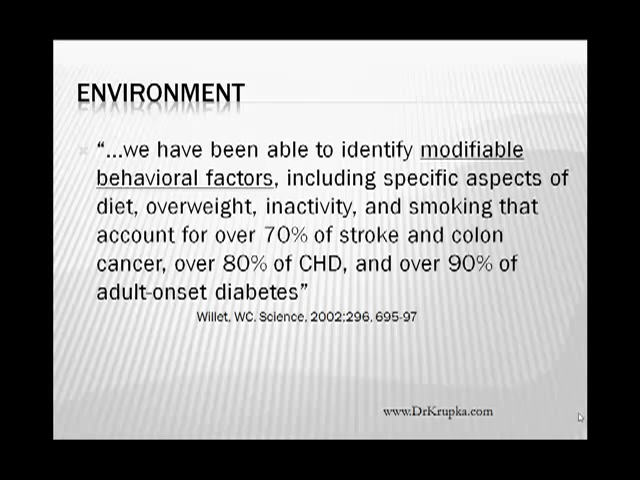 ENVIRONMENT
“...we have been able to identify modifiable
behavioral factors, including specific aspects of
diet, overweight, inactivity, and smoking that
account for over 70% of stroke and colon
cancer, over 80% of CHD, and over 90% of
adult-onset diabetes”
Willet, WC. Science, 2002;296, 695-97
www.DrKrupka.com